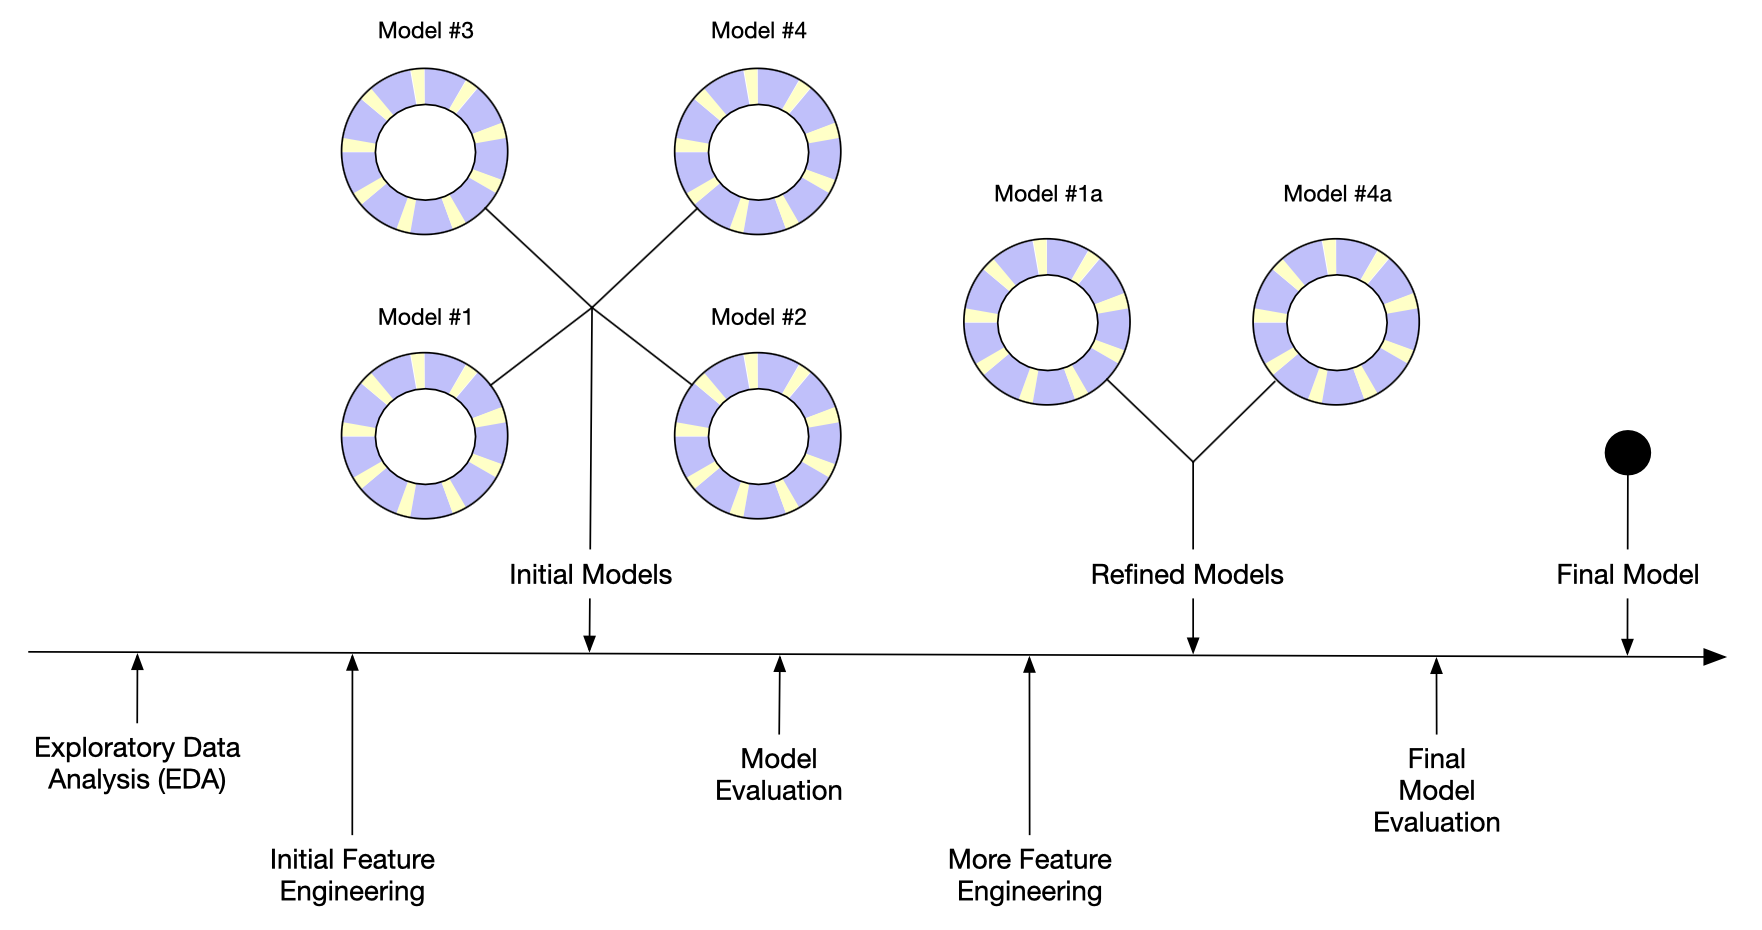 Model #3
Model #4
Model #1
Model #2
Model #1a
Model #4a
Initial Models
Refined Models
Final Model
Exploratory Data
Analysis (EDA)
Initial Feature
Engineering
Model
Evaluation
More Feature
Engineering
Final
Model
Evaluation